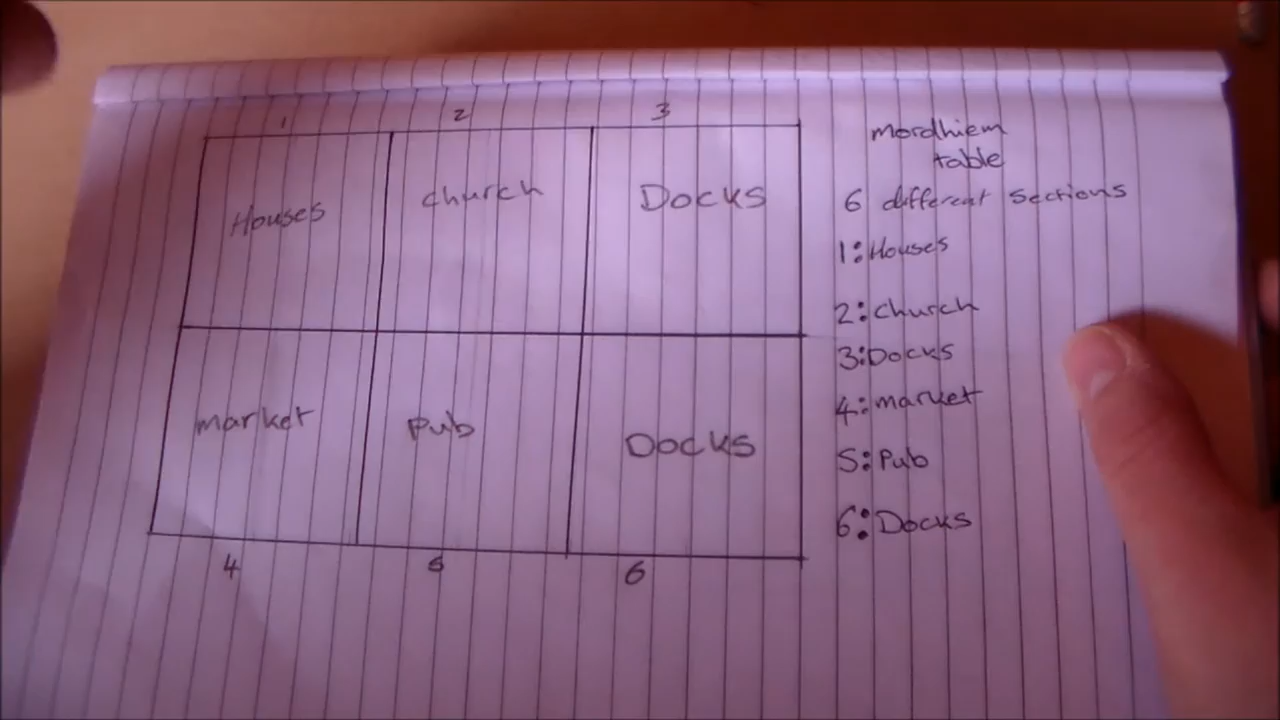 1 2 3
Houses church Docks
market Pub Docks
4 5 6
mordhiem
table
6 different sections
1: Houses
2: church
3: Docks
4: market
5: Pub
6: Docks